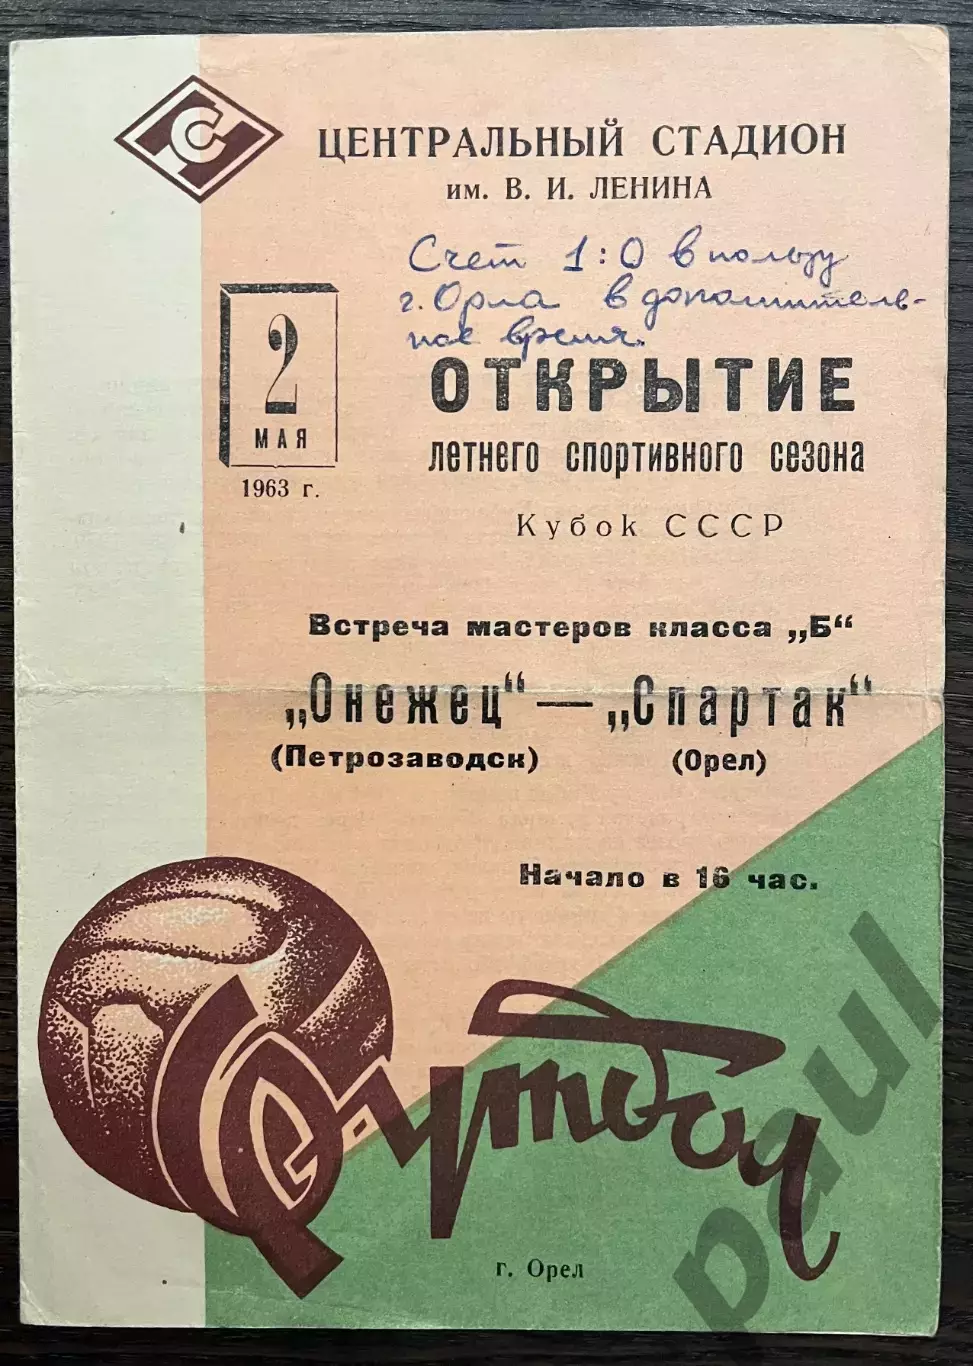 С
ЦЕНТРАЛЬНЫЙ СТАДИОН
им. В. И. ЛЕНИНА
Счет 1:0 в пользу
г. Орла в дополнитель-
ное время.
2
МАЯ
1963 г.
ОТКРЫТИЕ
летнего спортивного сезона
Кубок СССР
Встреча мастеров класса „Б“
„Онежец“ — „Спартак“
(Петрозаводск) (Орел)
Начало в 16 час.
Футбол
г. Орел
paul